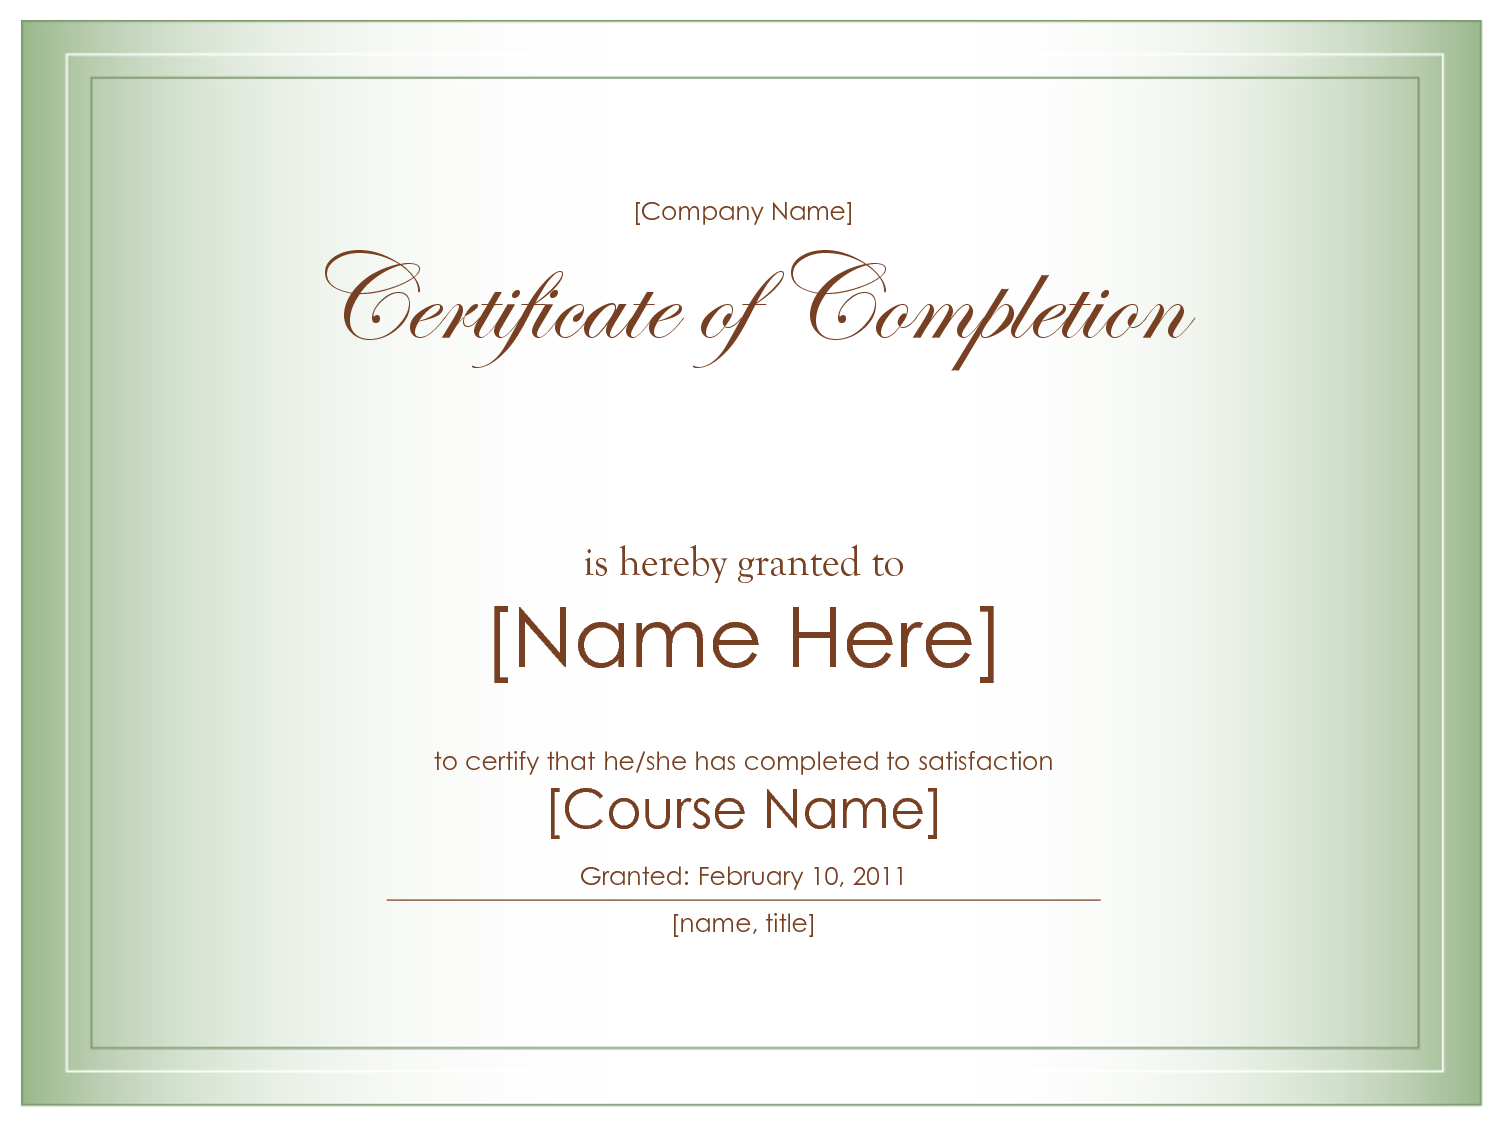 [Company Name]
Certificate of Completion
is hereby granted to
[Name Here]
to certify that he/she has completed to satisfaction
[Course Name]
Granted: February 10, 2011
[name, title]